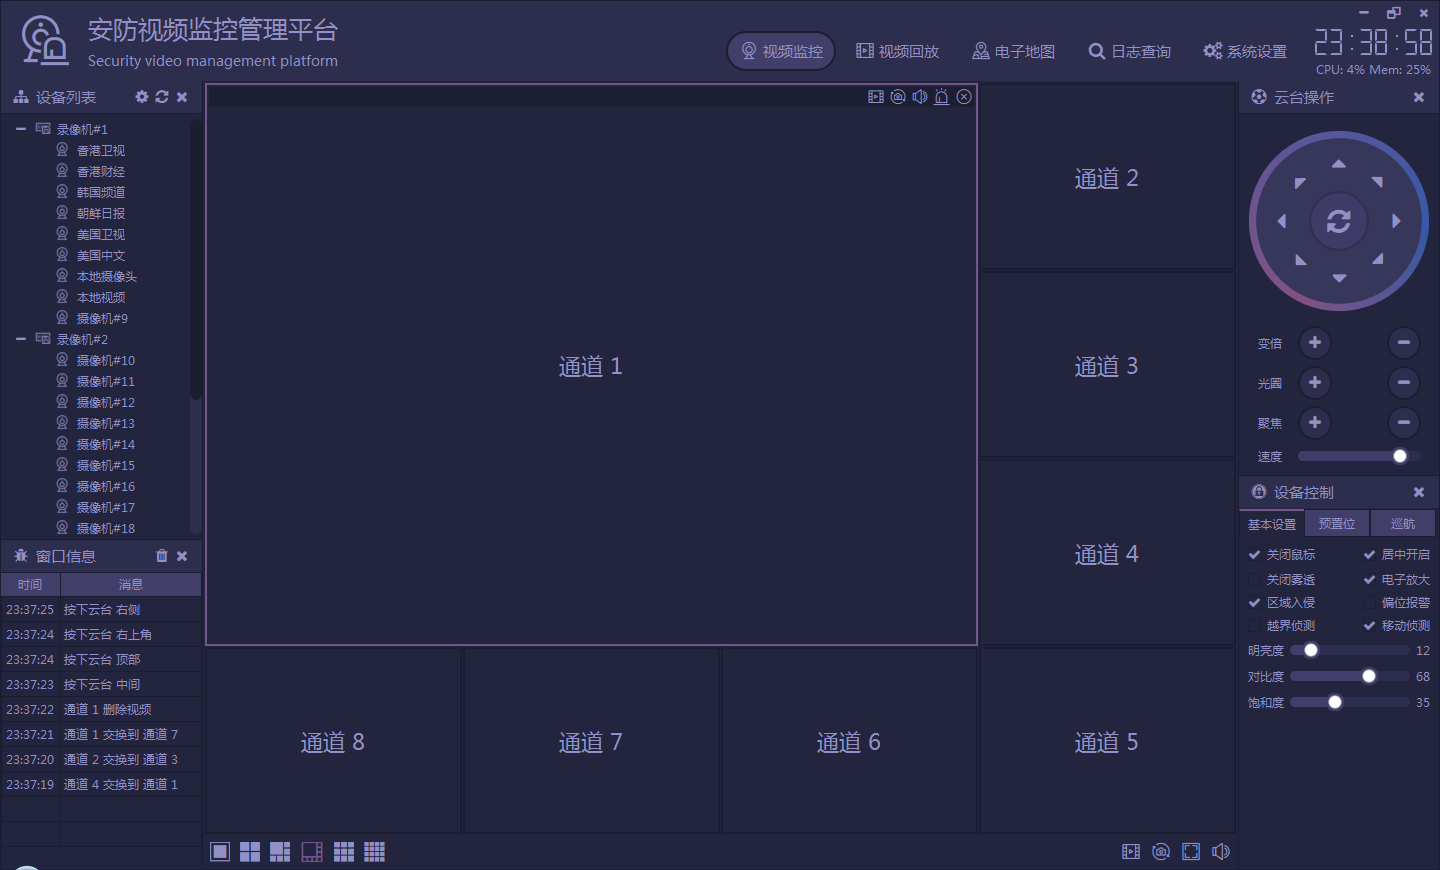 安防视频监控管理平台
Security video management platform
视频监控
视频回放
电子地图
日志查询
系统设置
23:38:58
CPU: 4% Mem: 25%
设备列表
录像机#1
香港卫视
香港财经
韩国频道
朝鲜日报
美国卫视
美国中文
本地摄像头
本地视频
摄像机#9
录像机#2
摄像机#10
摄像机#11
摄像机#12
摄像机#13
摄像机#14
摄像机#15
摄像机#16
摄像机#17
摄像机#18
窗口信息
时间 消息
23:37:25 按下云台 右侧
23:37:24 按下云台 右上角
23:37:24 按下云台 顶部
23:37:23 按下云台 中间
23:37:22 通道 1 删除视频
23:37:21 通道 1 交换到 通道 7
23:37:20 通道 2 交换到 通道 3
23:37:19 通道 4 交换到 通道 1
通道 1
通道 2
通道 3
通道 4
通道 8
通道 7
通道 6
通道 5
云台操作
变倍
光圈
聚焦
速度
设备控制
基本设置 预置位 巡航
关闭鼠标 居中开启
关闭雾透 电子放大
区域入侵 偏位报警
越界侦测 移动侦测
明亮度 12
对比度 68
饱和度 35